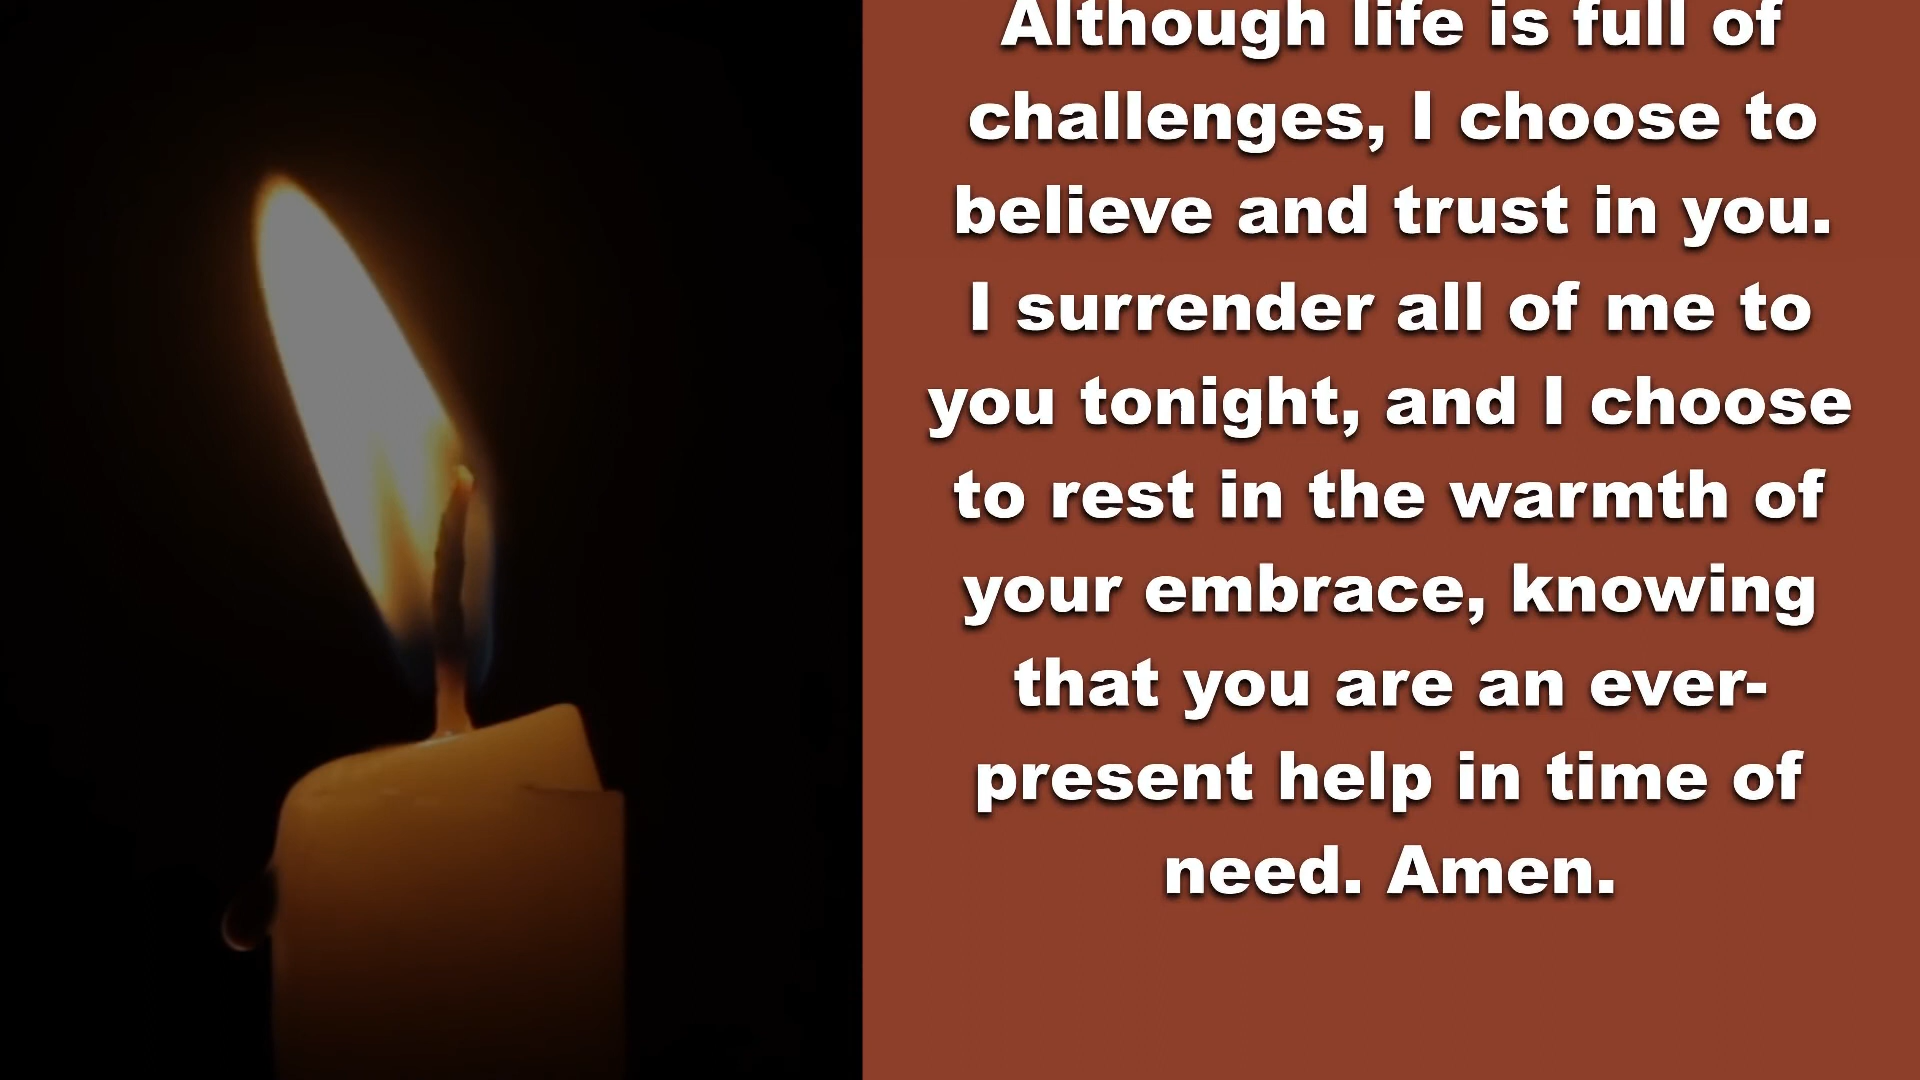 Although life is full of
challenges, I choose to
believe and trust in you.
I surrender all of me to
you tonight, and I choose
to rest in the warmth of
your embrace, knowing
that you are an ever-
present help in time of
need. Amen.